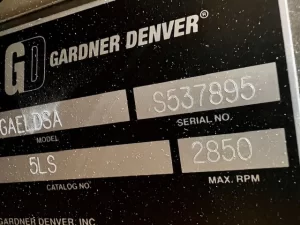 GD GARDNER DENVER®
GAELDSA S537895
MODEL SERIAL NO.
5LS 2850
CATALOG NO. MAX. RPM
GARDNER DENVER, INC